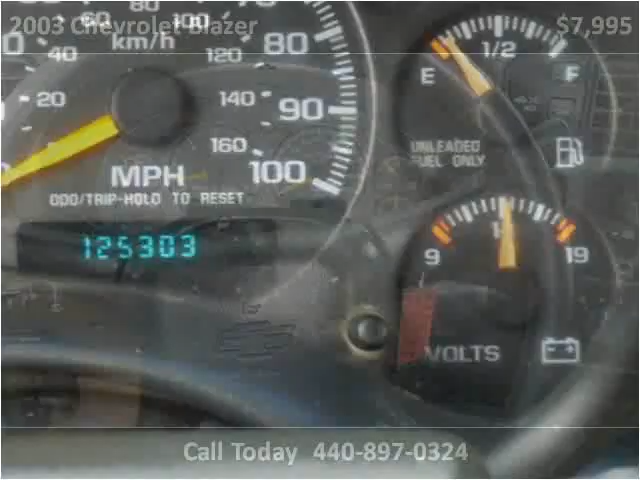 2003 Chevrolet Blazer $7,995
60 80 100 80
40 km/h 120
20 140 90
160
MPH 100
ODO/TRIP-HOLD TO RESET
125303
1/2
E F
UNLEADED
FUEL ONLY
9 19
VOLTS
Call Today 440-897-0324